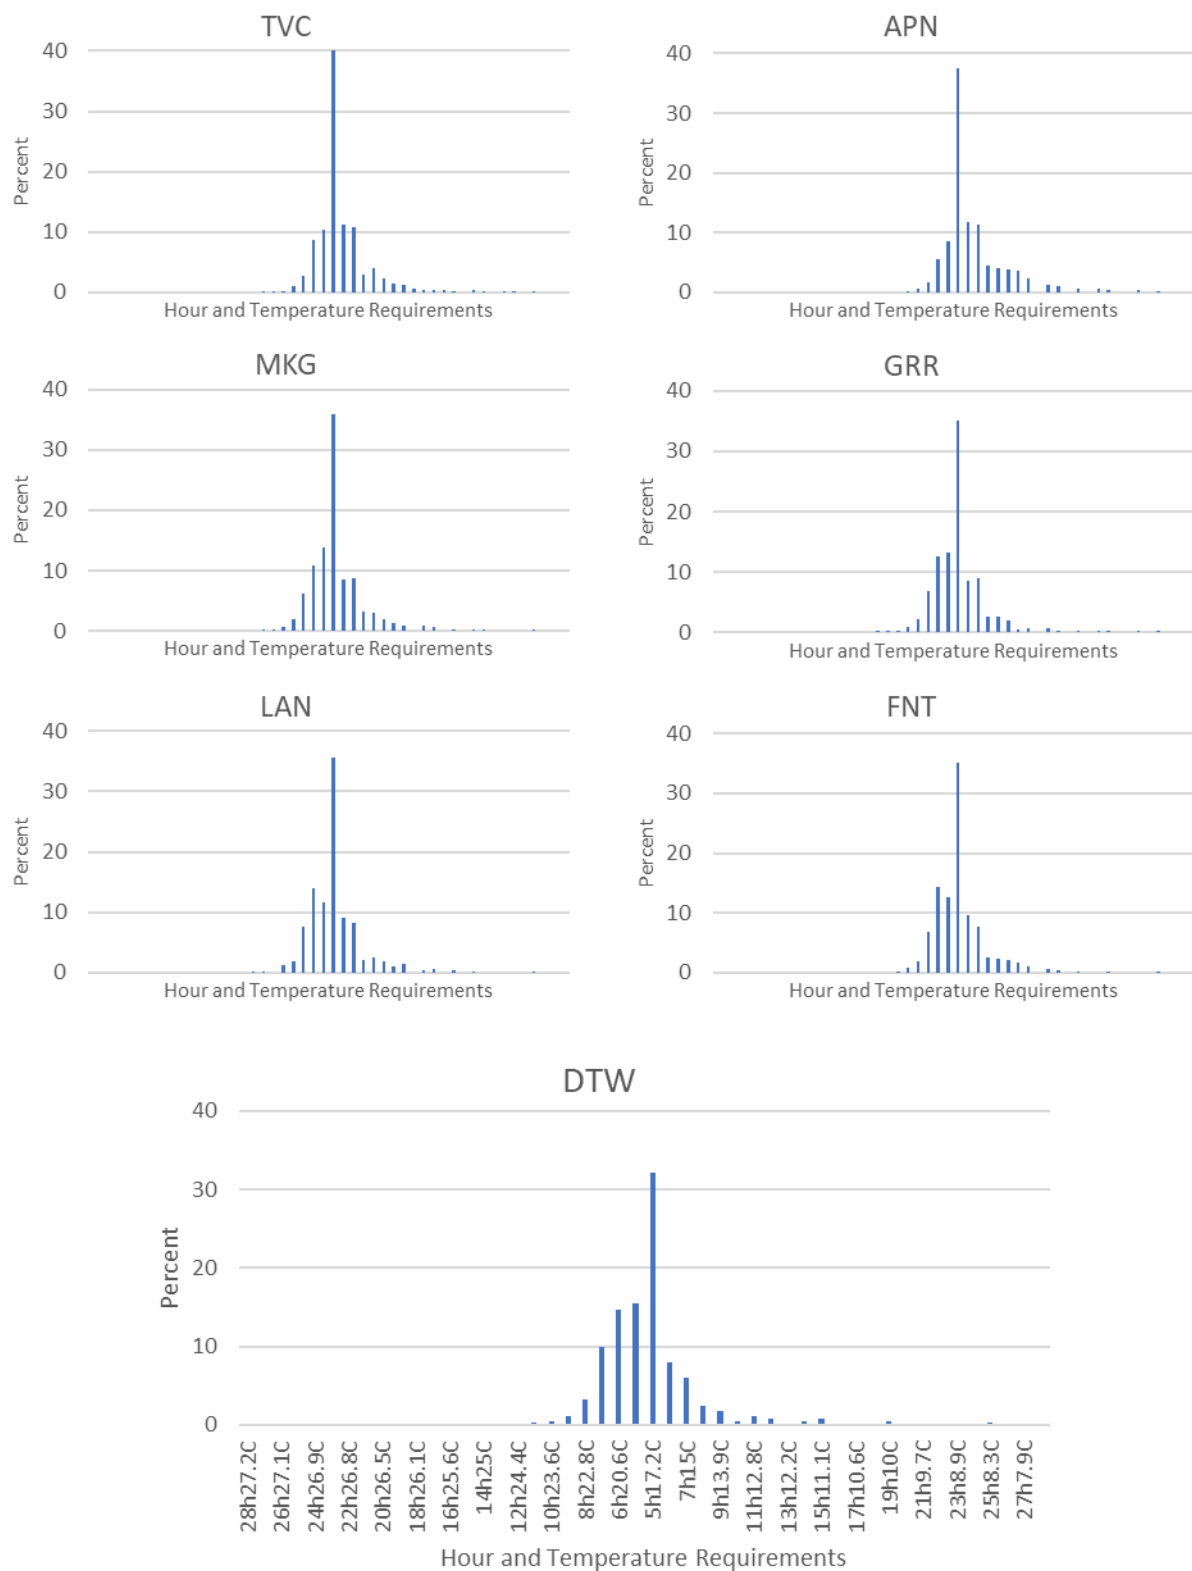 TVC
40
30
20
10
0
Percent
Hour and Temperature Requirements
APN
40
30
20
10
0
Percent
Hour and Temperature Requirements
MKG
40
30
20
10
0
Percent
Hour and Temperature Requirements
GRR
40
30
20
10
0
Percent
Hour and Temperature Requirements
LAN
40
30
20
10
0
Percent
Hour and Temperature Requirements
FNT
40
30
20
10
0
Percent
Hour and Temperature Requirements
DTW
40
30
20
10
0
Percent
28h27.2C
26h27.1C
24h26.9C
22h26.8C
20h26.5C
18h26.1C
16h25.6C
14h25C
12h24.4C
10h23.6C
8h22.8C
6h20.6C
5h17.2C
7h15C
9h13.9C
11h12.8C
13h12.2C
15h11.1C
17h10.6C
19h10C
21h9.7C
23h8.9C
25h8.3C
27h7.9C
Hour and Temperature Requirements